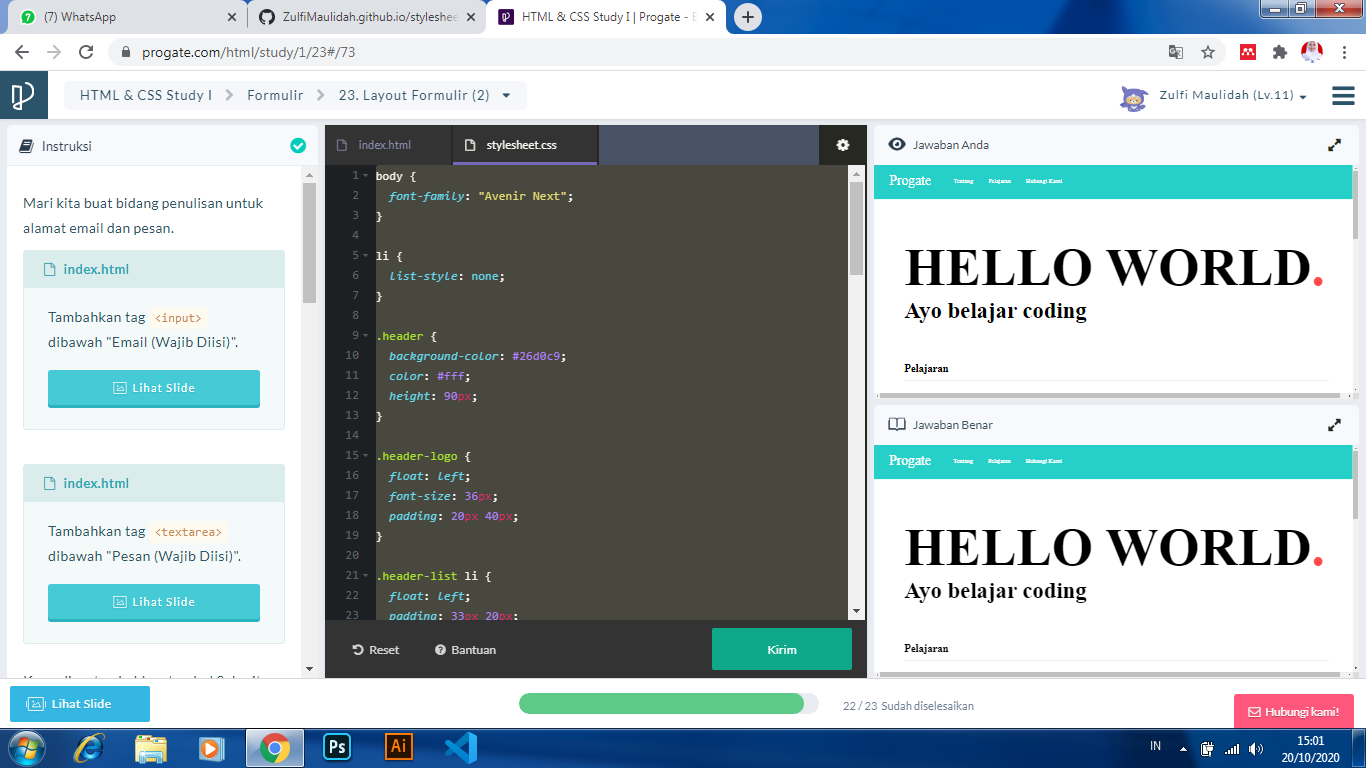 (7) WhatsApp
ZulfiMaulidah.github.io/styleshee
HTML & CSS Study I | Progate - B
progate.com/html/study/1/23#/73
HTML & CSS Study I
Formulir
23. Layout Formulir (2)
Zulfi Maulidah (Lv.11)
Instruksi
Mari kita buat bidang penulisan untuk
alamat email dan pesan.
index.html
Tambahkan tag <input>
dibawah "Email (Wajib Diisi)".
Lihat Slide
index.html
Tambahkan tag <textarea>
dibawah "Pesan (Wajib Diisi)".
Lihat Slide
index.html
stylesheet.css
1 body {
2 font-family: "Avenir Next";
3 }
4
5 li {
6 list-style: none;
7 }
8
9 .header {
10 background-color: #26d0c9;
11 color: #fff;
12 height: 90px;
13 }
14
15 .header-logo {
16 float: left;
17 font-size: 36px;
18 padding: 20px 40px;
19 }
20
21 .header-list li {
22 float: left;
23 padding: 33px 20px;
Reset
Bantuan
Kirim
Jawaban Anda
Progate
Tentang
Pelajaran
Hubungi Kami
HELLO WORLD.
Ayo belajar coding
Pelajaran
Jawaban Benar
Progate
Tentang
Pelajaran
Hubungi Kami
HELLO WORLD.
Ayo belajar coding
Pelajaran
Lihat Slide
22 / 23 Sudah diselesaikan
Hubungi kami!
Ps
Ai
IN
15:01
20/10/2020